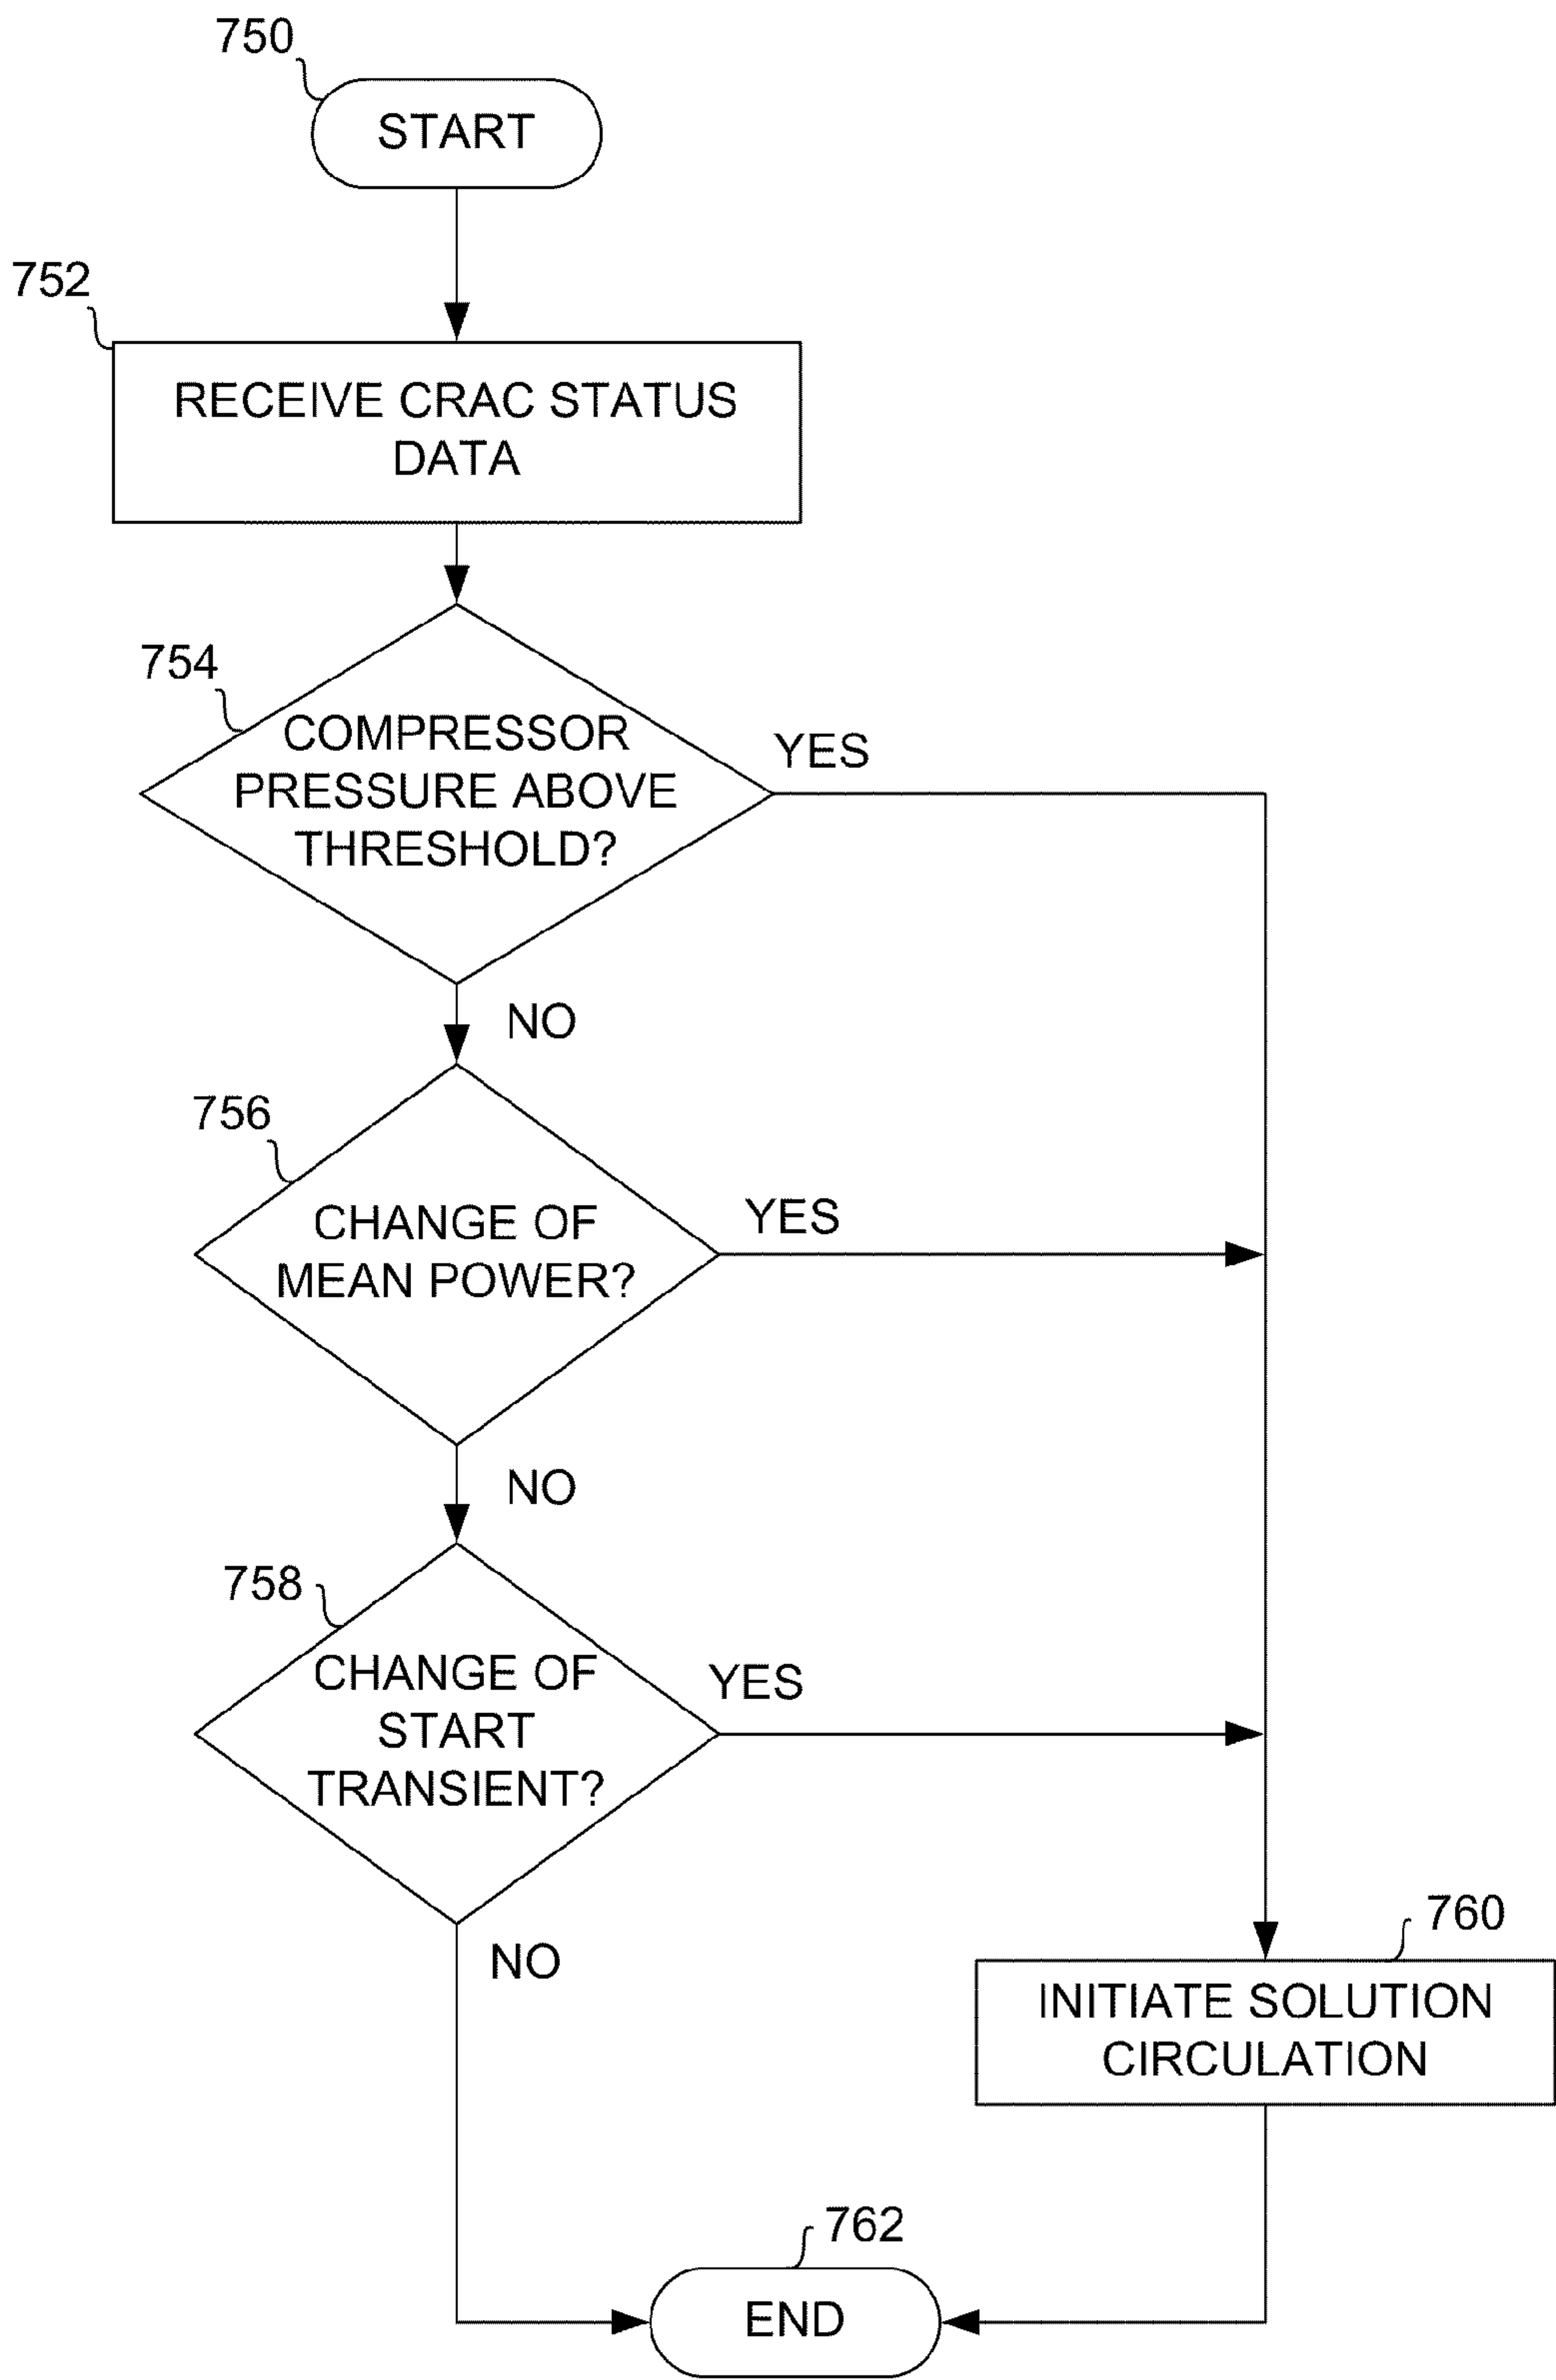 750
START
752
RECEIVE CRAC STATUS
DATA
754
COMPRESSOR
PRESSURE ABOVE
THRESHOLD?
YES
NO
756
CHANGE OF
MEAN POWER?
YES
NO
758
CHANGE OF
START
TRANSIENT?
YES
NO
760
INITIATE SOLUTION
CIRCULATION
762
END